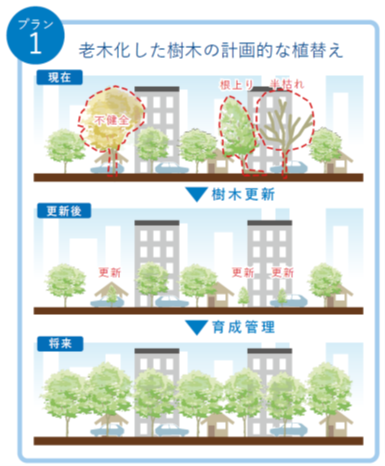 プラン
1
老木化した樹木の計画的な植替え
現在
根上り 半枯れ
不健全
樹木更新
更新後
更新 更新 更新
育成管理
将来